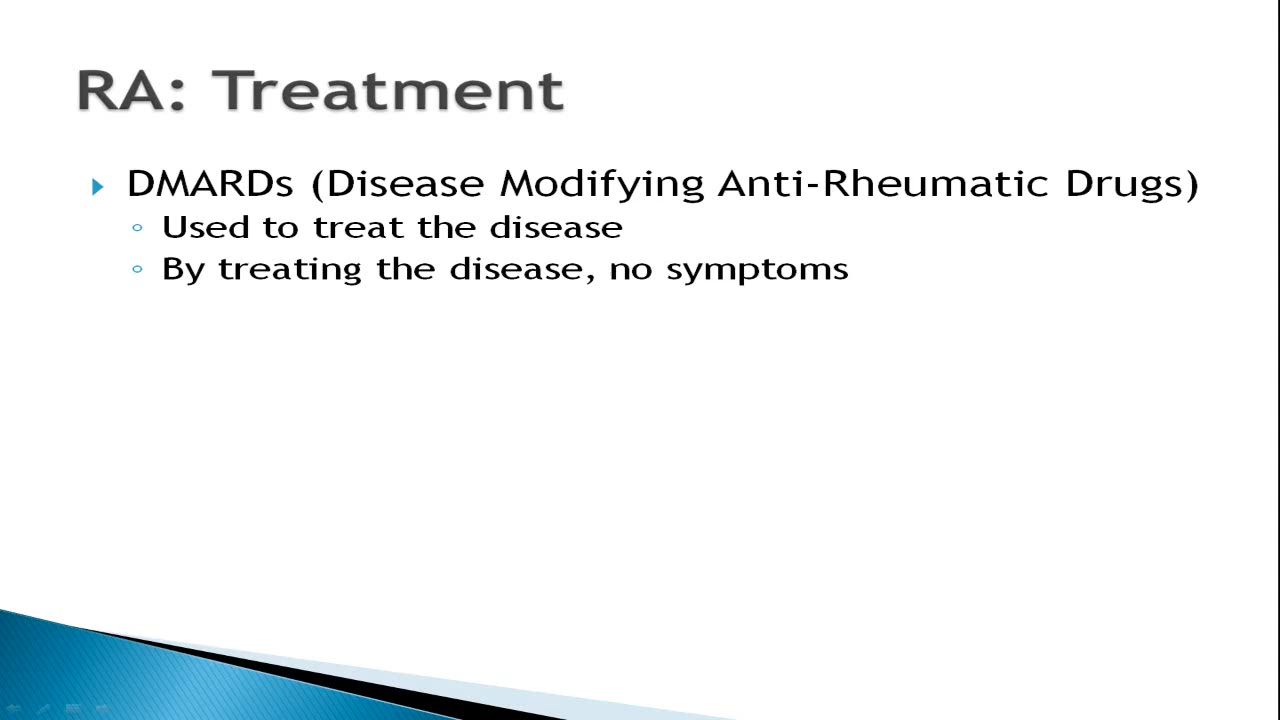 RA: Treatment
DMARDs (Disease Modifying Anti-Rheumatic Drugs)
Used to treat the disease
By treating the disease, no symptoms